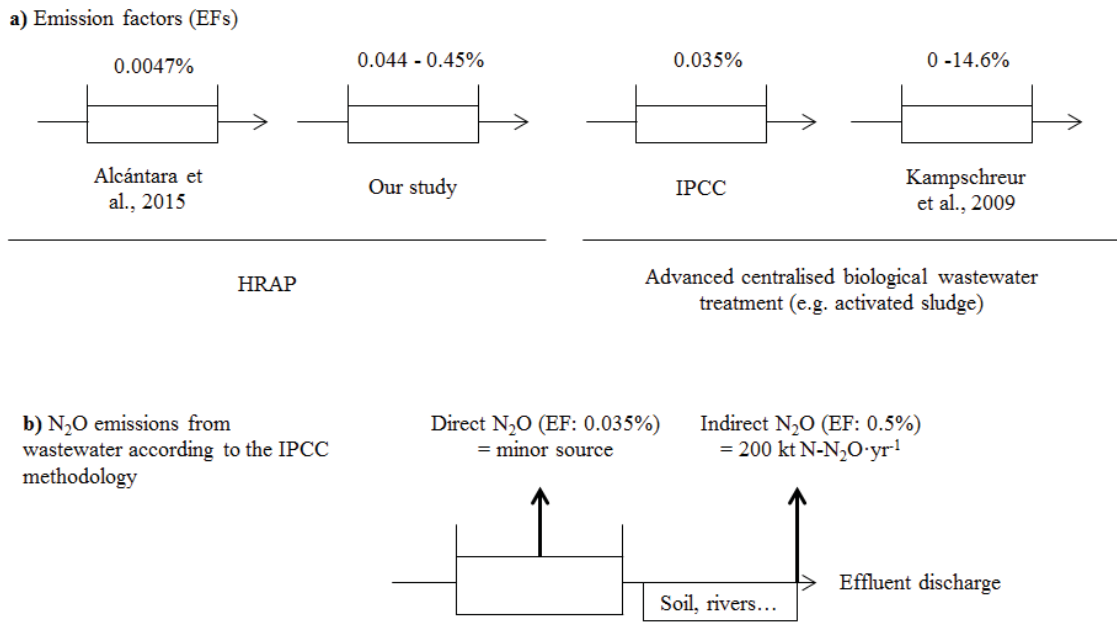 a) Emission factors (EFs)
0.0047%
0.044 - 0.45%
0.035%
0 -14.6%
Alcántara et
al., 2015
Our study
IPCC
Kampschreur
et al., 2009
HRAP
Advanced centralised biological wastewater
treatment (e.g. activated sludge)
b) N₂O emissions from
wastewater according to the IPCC
methodology
Direct N₂O (EF: 0.035%)
= minor source
Indirect N₂O (EF: 0.5%)
= 200 kt N-N₂O·yr⁻¹
Effluent discharge
Soil, rivers…